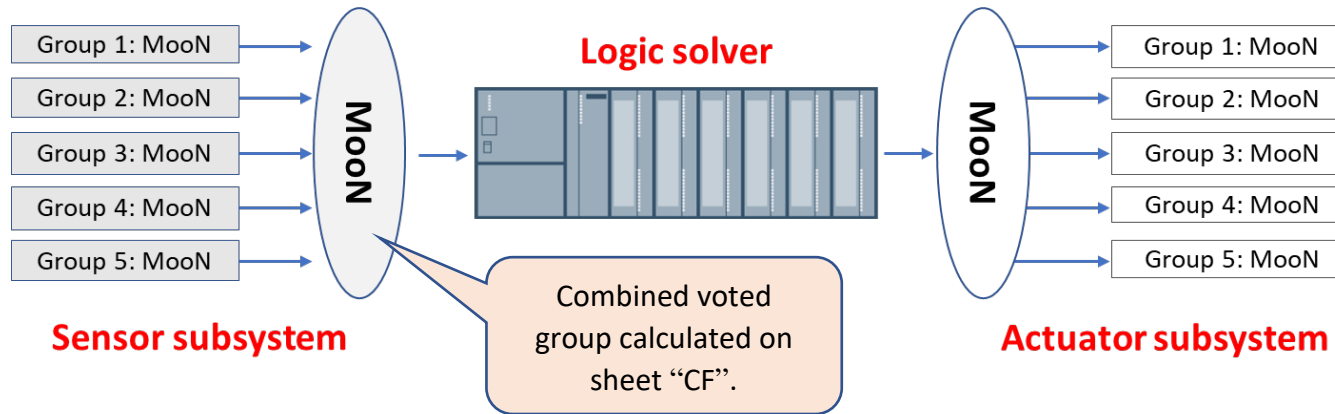 Group 1: MooN
Group 2: MooN
Group 3: MooN
Group 4: MooN
Group 5: MooN
MooN
Sensor subsystem
Logic solver
Combined voted
group calculated on
sheet “CF”.
MooN
Group 1: MooN
Group 2: MooN
Group 3: MooN
Group 4: MooN
Group 5: MooN
Actuator subsystem